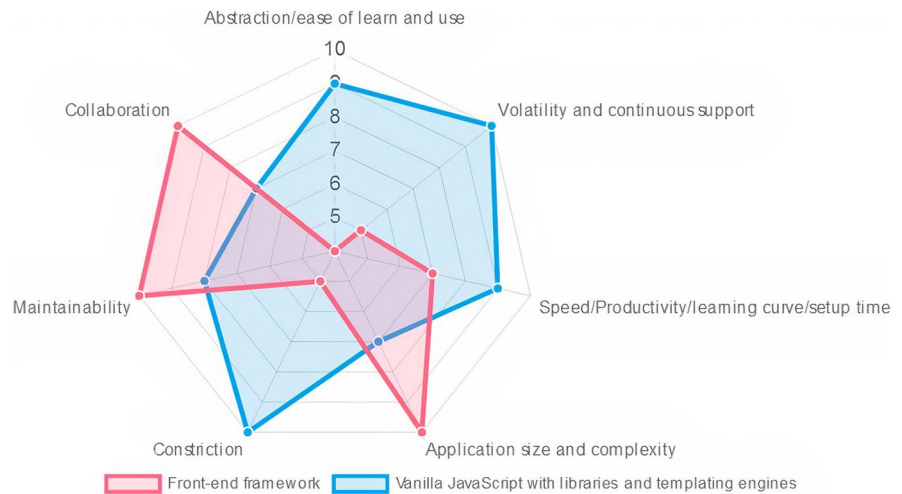 Abstraction/ease of learn and use
10
9
Collaboration
Volatility and continuous support
8
7
6
5
Maintainability
Speed/Productivity/learning curve/setup time
Constriction
Application size and complexity
Front-end framework
Vanilla JavaScript with libraries and templating engines